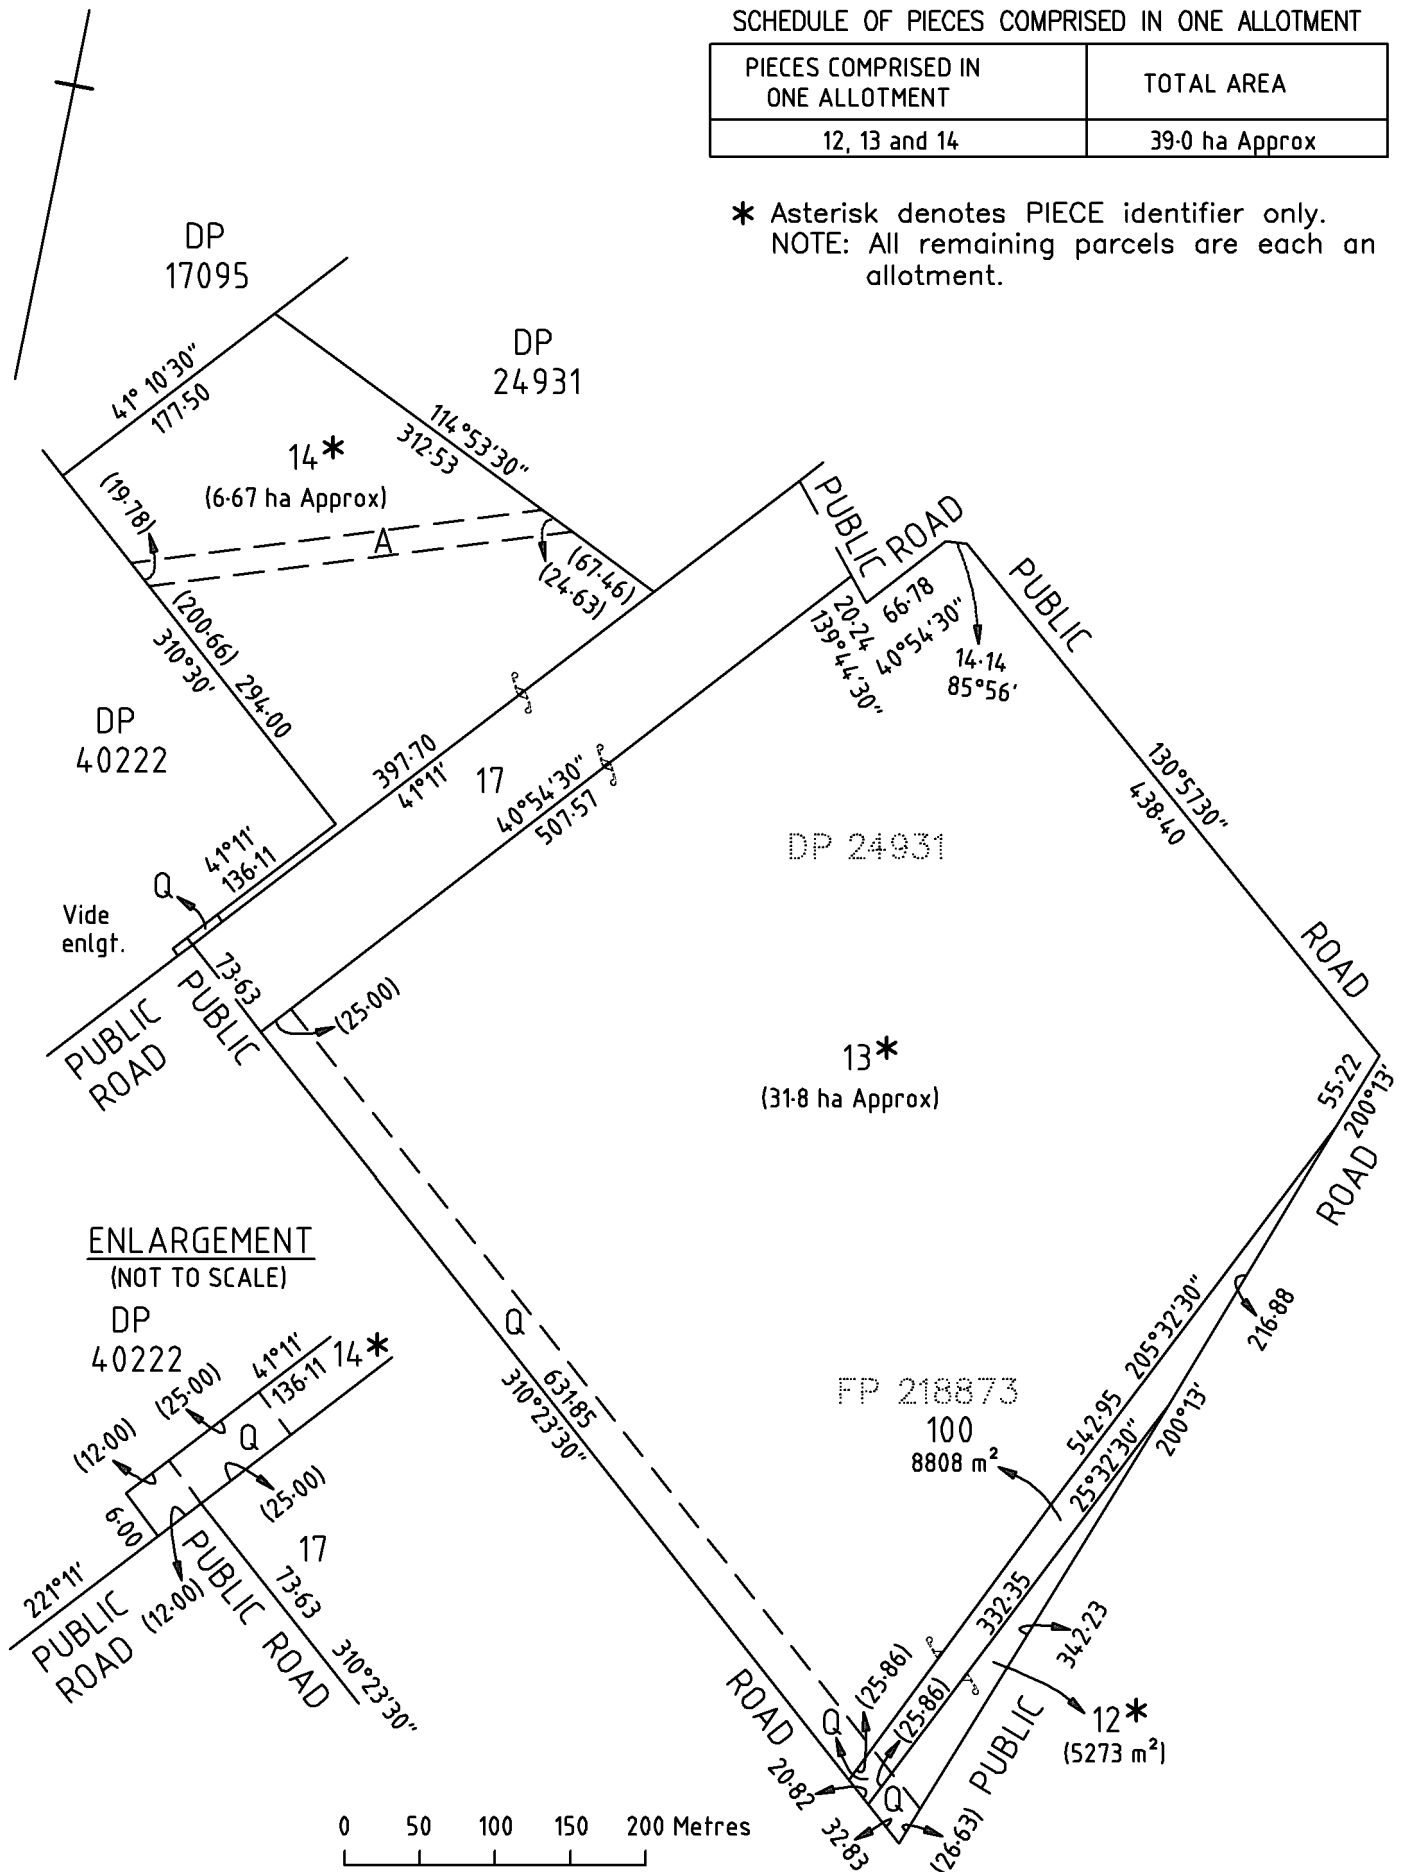 SCHEDULE OF PIECES COMPRISED IN ONE ALLOTMENT
PIECES COMPRISED IN
ONE ALLOTMENT
TOTAL AREA
12, 13 and 14
39·0 ha Approx
* Asterisk denotes PIECE identifier only.
NOTE: All remaining parcels are each an
allotment.
DP
17095
DP
24931
41° 10'30"
177·50
114°53'30"
312·53
14*
(6·67 ha Approx)
(19·78)
A
(67·46)
(24·63)
(200·66)
310°30'
294·00
DP
40222
PUBLIC
ROAD
PUBLIC
20·24
139°44'30"
66·78
40°54'30"
14·14
85°56'
397·70
41°11'
17
40°54'30"
507·57
130°57'30"
438·40
DP 24931
41°11'
136·11
Q
Vide
enlgt.
73·63
PUBLIC
ROAD
PUBLIC
(25·00)
ROAD
13*
(31·8 ha Approx)
55·22
200°13'
ROAD
ENLARGEMENT
(NOT TO SCALE)
DP
40222
41°11'
136·11
14*
(25·00)
(12·00)
Q
(25·00)
6·00
17
221°11'
PUBLIC
ROAD
(12·00)
PUBLIC ROAD
73·63
310°23'30"
Q
631·85
310°23'30"
205°32'30"
542·95
216·88
FP 218873
100
8808 m²
25°32'30"
332·35
200°13'
342·23
ROAD
(25·86)
(25·86)
Q
PUBLIC
12*
(5273 m²)
20·82
Q
32·83
(26·63)
0 50 100 150 200 Metres